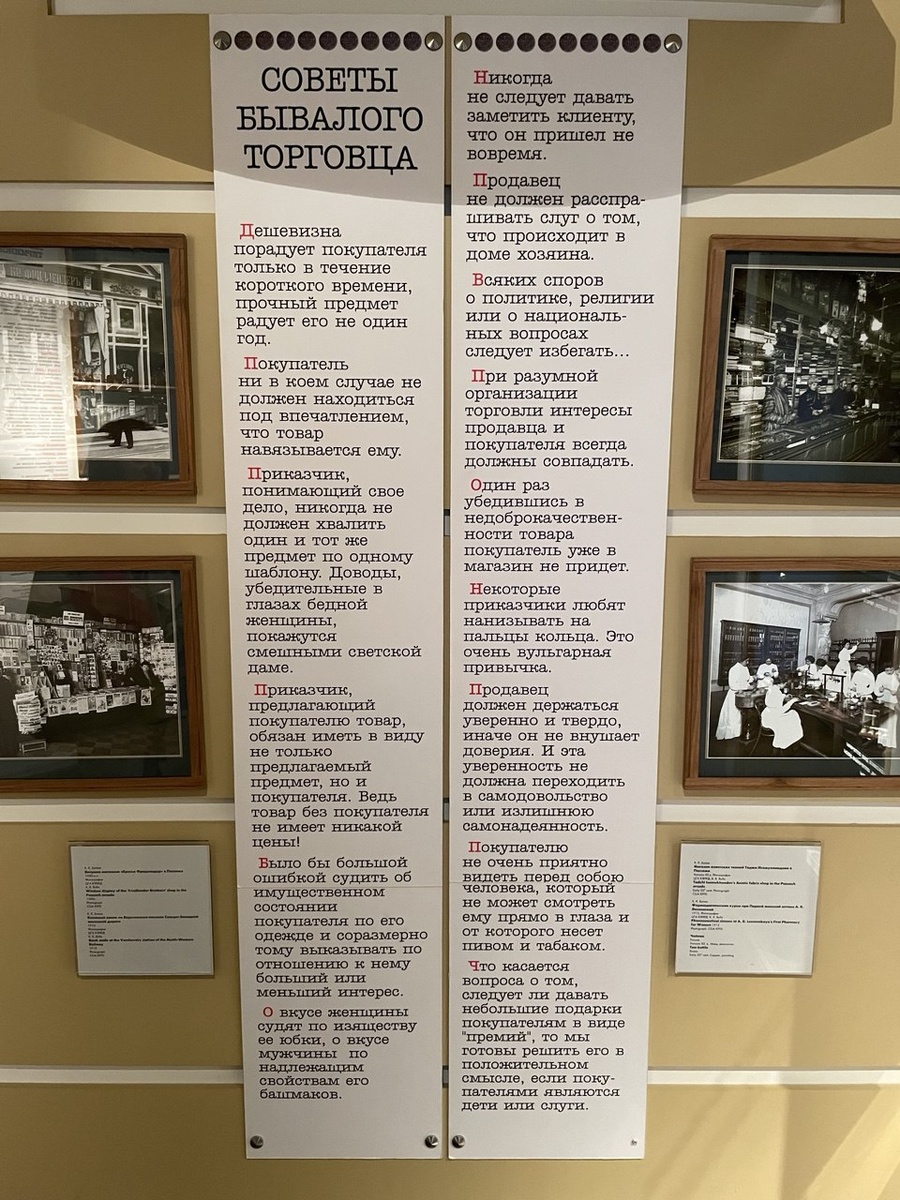 СОВЕТЫ
БЫВАЛОГО
ТОРГОВЦА
Дешевизна
порадует покупателя
только в течение
короткого времени,
прочный предмет
радует его не один
год.
Покупатель
ни в коем случае не
должен находиться
под впечатлением,
что товар
навязывается ему.
Приказчик,
понимающий свое
дело, никогда не
должен хвалить
один и тот же
предмет по одному
шаблону. Доводы,
убедительные в
глазах бедной
женщины,
покажутся
смешными светской
даме.
Приказчик,
предлагающий
покупателю товар,
обязан иметь в виду
не только
предлагаемый
предмет, но и
покупателя. Ведь
товар без покупателя
не имеет никакой
цены!
Было бы большой
ошибкой судить об
имущественном
состоянии
покупателя по его
одежде и соразмерно
тому выказывать по
отношению к нему
больший или
меньший интерес.
О вкусе женщины
судят по изяществу
ее юбки, о вкусе
мужчины по
надлежащим
свойствам его
башмаков.
Никогда
не следует давать
заметить клиенту,
что он пришел не
вовремя.
Продавец
не должен расспра-
шивать слуг о том,
что происходит в
доме хозяина.
Всяких споров
о политике, религии
или о националь-
ных вопросах
следует избегать...
При разумной
организации
торговли интересы
продавца и
покупателя всегда
должны совпадать.
Один раз
убедившись в
недоброкачествен-
ности товара
покупатель уже в
магазин не придет.
Некоторые
приказчики любят
нанизывать на
пальцы кольца. Это
очень вульгарная
привычка.
Продавец
должен держаться
уверенно и твердо,
иначе он не внушает
доверия. И эта
уверенность не
должна переходить
в самодовольство
или излишнюю
самонадеянность.
Покупателю
не очень приятно
видеть перед собою
человека, который
не может смотреть
ему прямо в глаза и
от которого несет
пивом и табаком.
Что касается
вопроса о том,
следует ли давать
небольшие подарки
покупателям в виде
"премий", то мы
готовы решить его в
положительном
смысле, если поку-
пателями являются
дети или слуги.